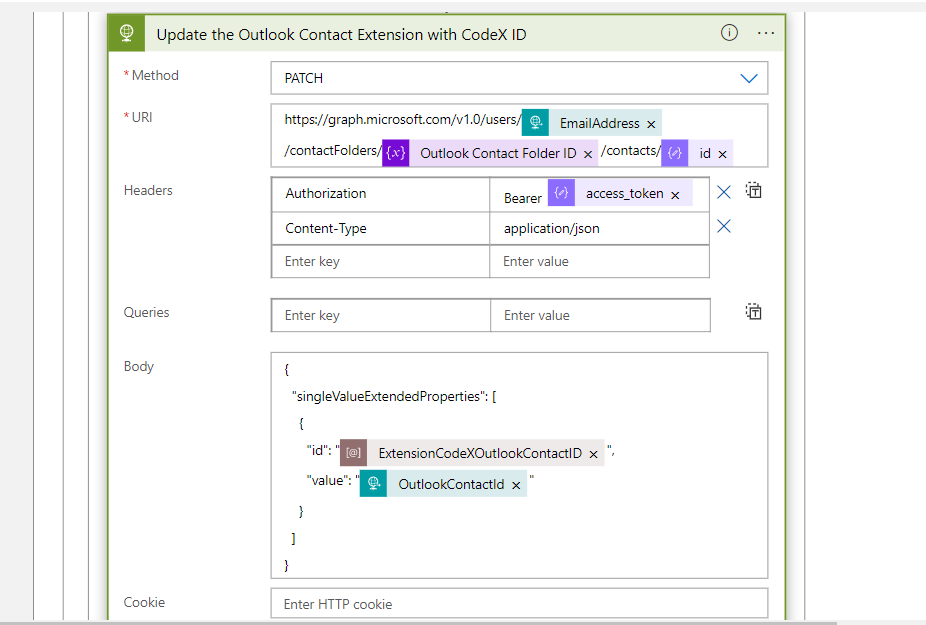 Update the Outlook Contact Extension with CodeX ID
* Method
PATCH
* URI
https://graph.microsoft.com/v1.0/users/ EmailAddress ×
/contactFolders/ {x} Outlook Contact Folder ID × /contacts/ id ×
Headers
Authorization
Bearer access_token ×
Content-Type
application/json
Enter key
Enter value
Queries
Enter key
Enter value
Body
{
"singleValueExtendedProperties": [
{
"id": " [@] ExtensionCodeXOutlookContactID × ",
"value": " OutlookContactId × "
}
]
}
Cookie
Enter HTTP cookie